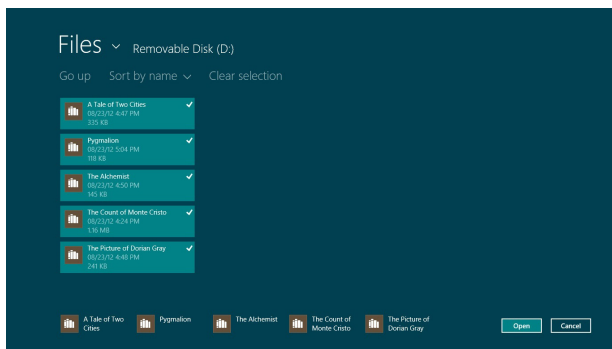 Files Removable Disk (D:)
Go up Sort by name Clear selection
A Tale of Two Cities
08/23/12 4:47 PM
335 KB
Pygmalion
08/23/12 5:04 PM
118 KB
The Alchemist
08/23/12 4:50 PM
145 KB
The Count of Monte Cristo
08/23/12 4:24 PM
1.16 MB
The Picture of Dorian Gray
08/23/12 4:48 PM
241 KB
A Tale of Two
Cities
Pygmalion
The Alchemist
The Count of
Monte Cristo
The Picture of
Dorian Gray
Open
Cancel